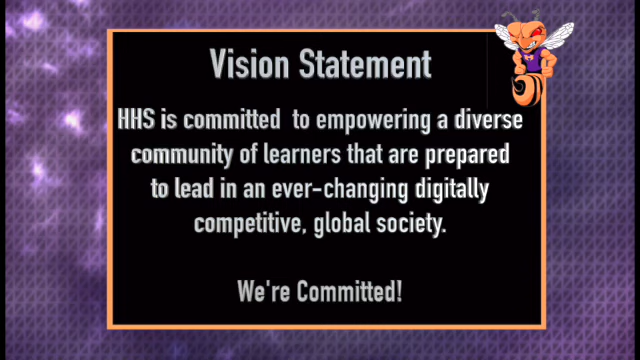 Vision Statement
HHS is committed to empowering a diverse
community of learners that are prepared
to lead in an ever-changing digitally
competitive, global society.
We're Committed!